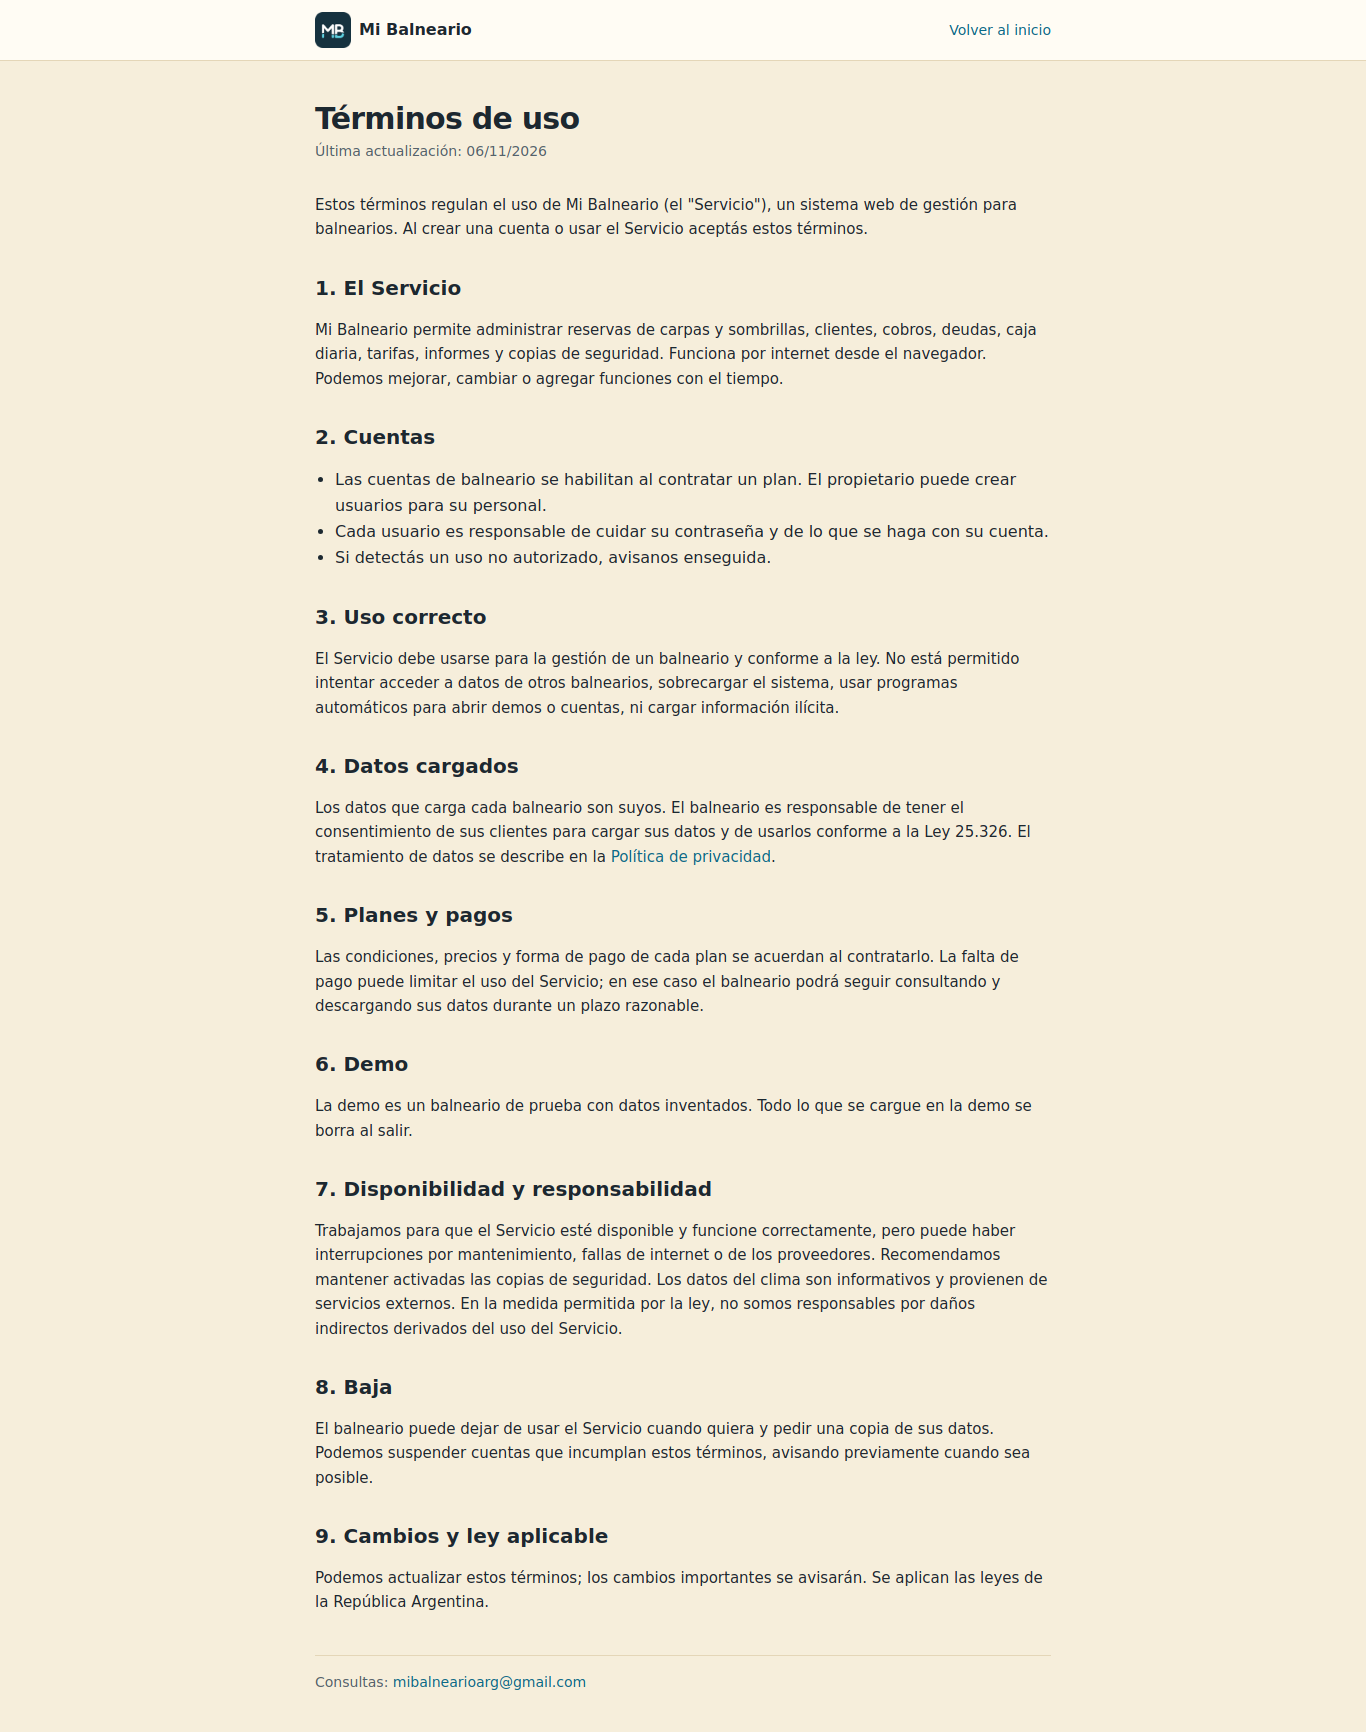 MB Mi Balneario
Volver al inicio
Términos de uso
Última actualización: 06/11/2026
Estos términos regulan el uso de Mi Balneario (el "Servicio"), un sistema web de gestión para
balnearios. Al crear una cuenta o usar el Servicio aceptás estos términos.
1. El Servicio
Mi Balneario permite administrar reservas de carpas y sombrillas, clientes, cobros, deudas, caja
diaria, tarifas, informes y copias de seguridad. Funciona por internet desde el navegador.
Podemos mejorar, cambiar o agregar funciones con el tiempo.
2. Cuentas
• Las cuentas de balneario se habilitan al contratar un plan. El propietario puede crear
usuarios para su personal.
• Cada usuario es responsable de cuidar su contraseña y de lo que se haga con su cuenta.
• Si detectás un uso no autorizado, avisanos enseguida.
3. Uso correcto
El Servicio debe usarse para la gestión de un balneario y conforme a la ley. No está permitido
intentar acceder a datos de otros balnearios, sobrecargar el sistema, usar programas
automáticos para abrir demos o cuentas, ni cargar información ilícita.
4. Datos cargados
Los datos que carga cada balneario son suyos. El balneario es responsable de tener el
consentimiento de sus clientes para cargar sus datos y de usarlos conforme a la Ley 25.326. El
tratamiento de datos se describe en la Política de privacidad.
5. Planes y pagos
Las condiciones, precios y forma de pago de cada plan se acuerdan al contratarlo. La falta de
pago puede limitar el uso del Servicio; en ese caso el balneario podrá seguir consultando y
descargando sus datos durante un plazo razonable.
6. Demo
La demo es un balneario de prueba con datos inventados. Todo lo que se cargue en la demo se
borra al salir.
7. Disponibilidad y responsabilidad
Trabajamos para que el Servicio esté disponible y funcione correctamente, pero puede haber
interrupciones por mantenimiento, fallas de internet o de los proveedores. Recomendamos
mantener activadas las copias de seguridad. Los datos del clima son informativos y provienen de
servicios externos. En la medida permitida por la ley, no somos responsables por daños
indirectos derivados del uso del Servicio.
8. Baja
El balneario puede dejar de usar el Servicio cuando quiera y pedir una copia de sus datos.
Podemos suspender cuentas que incumplan estos términos, avisando previamente cuando sea
posible.
9. Cambios y ley aplicable
Podemos actualizar estos términos; los cambios importantes se avisarán. Se aplican las leyes de
la República Argentina.
Consultas: mibalnearioarg@gmail.com